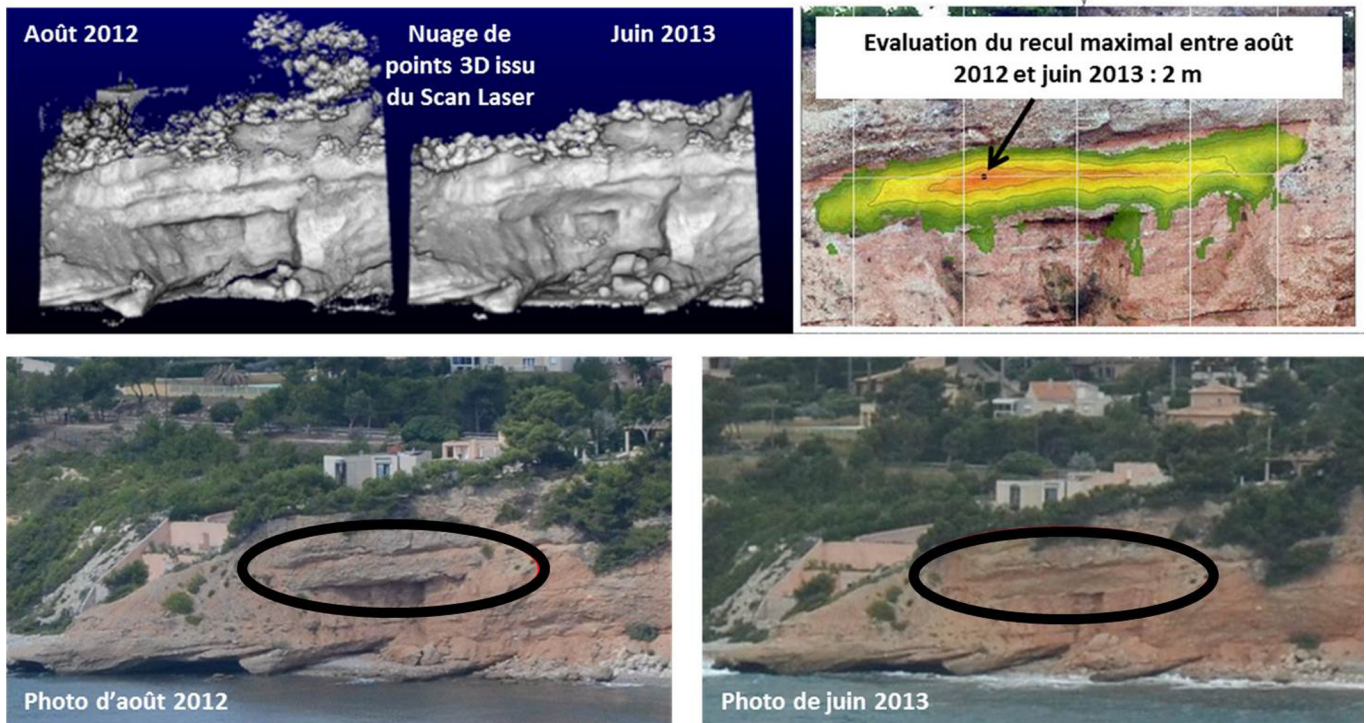 Août 2012
Nuage de
points 3D issu
du Scan Laser
Juin 2013
Evaluation du recul maximal entre août
2012 et juin 2013 : 2 m
Photo d'août 2012
Photo de juin 2013